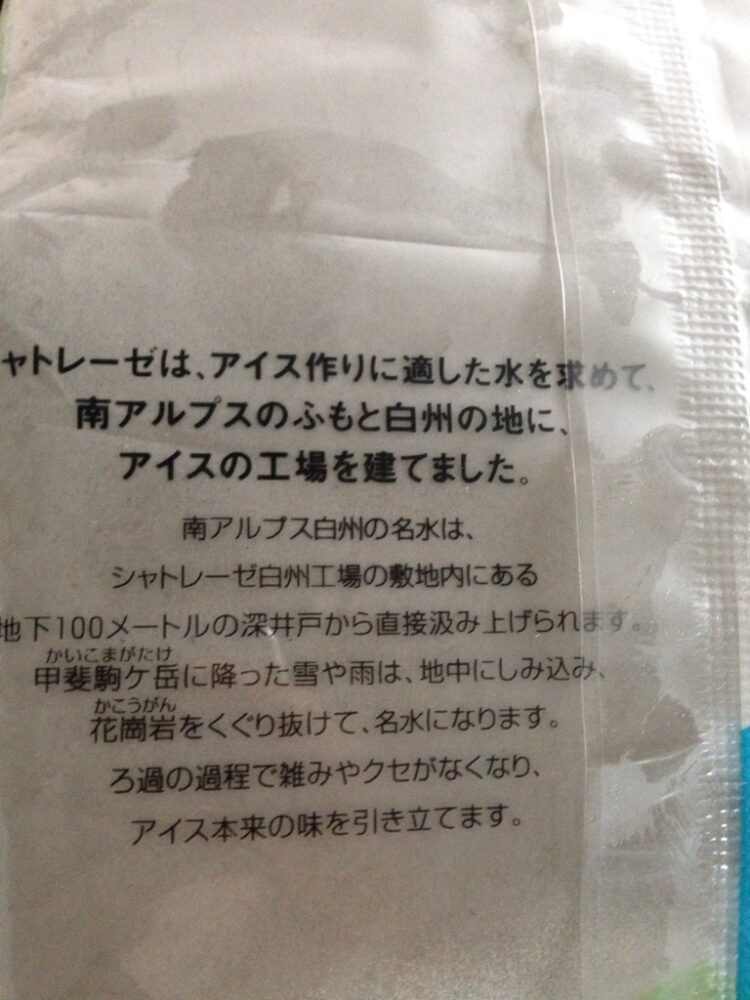 ャトレーゼは、アイス作りに適した水を求めて、
南アルプスのふもと白州の地に、
アイスの工場を建てました。
南アルプス白州の名水は、
シャトレーゼ白州工場の敷地内にある
地下100メートルの深井戸から直接汲み上げられます。
かいこまがたけ
甲斐駒ケ岳に降った雪や雨は、地中にしみ込み、
かこうがん
花崗岩をくぐり抜けて、名水になります。
ろ過の過程で雑みやクセがなくなり、
アイス本来の味を引き立てます。